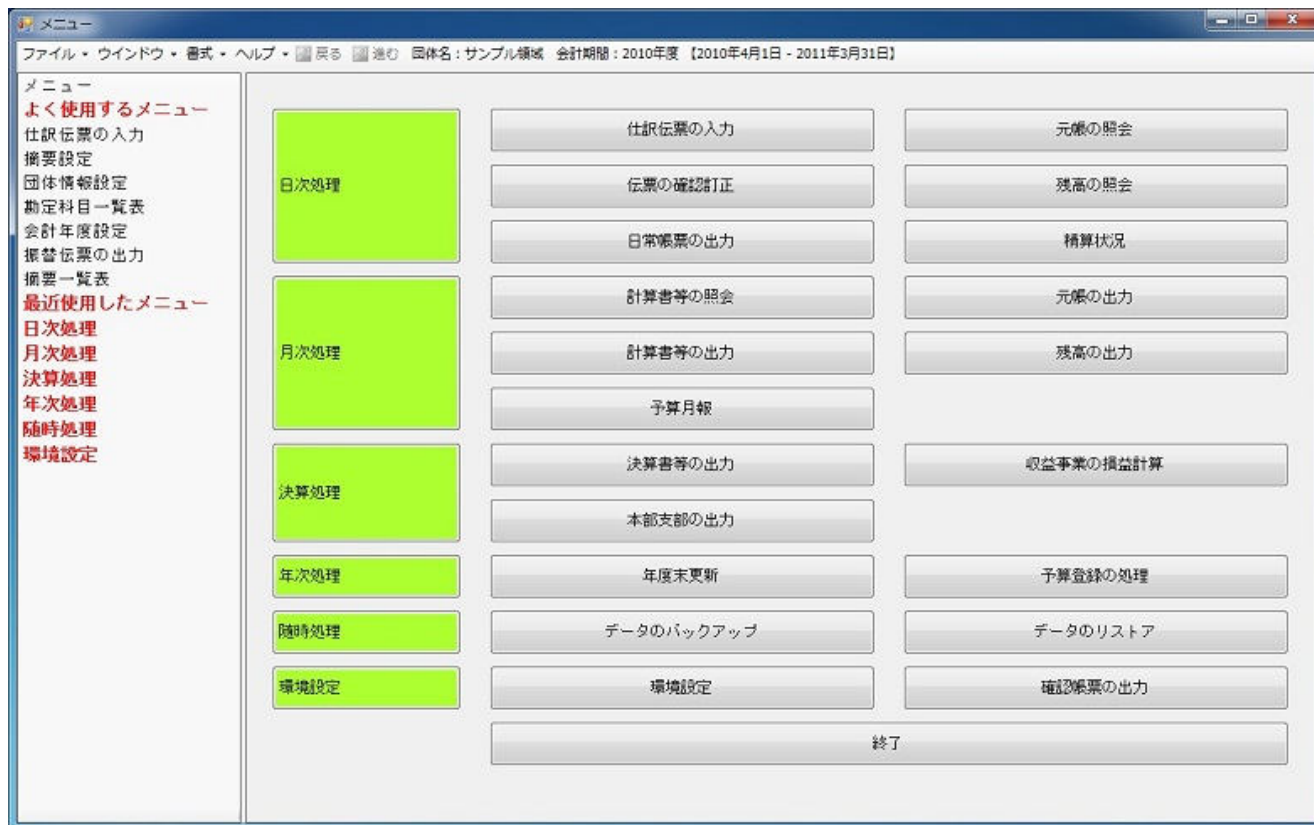 メニュー
ファイル ウインドウ 書式 ヘルプ 戻る 進む 団体名：サンプル領域 会計期間：2010年度 【2010年4月1日 - 2011年3月31日】
メニュー
よく使用するメニュー
仕訳伝票の入力
摘要設定
団体情報設定
勘定科目一覧表
会計年度設定
振替伝票の出力
摘要一覧表
最近使用したメニュー
日次処理
月次処理
決算処理
年次処理
随時処理
環境設定
日次処理
仕訳伝票の入力 元帳の照会
伝票の確認訂正 残高の照会
日常帳票の出力 精算状況
月次処理
計算書等の照会 元帳の出力
計算書等の出力 残高の出力
予算月報
決算処理
決算書等の出力 収益事業の損益計算
本部支部の出力
年次処理 年度末更新 予算登録の処理
随時処理 データのバックアップ データのリストア
環境設定 環境設定 確認帳票の出力
終了